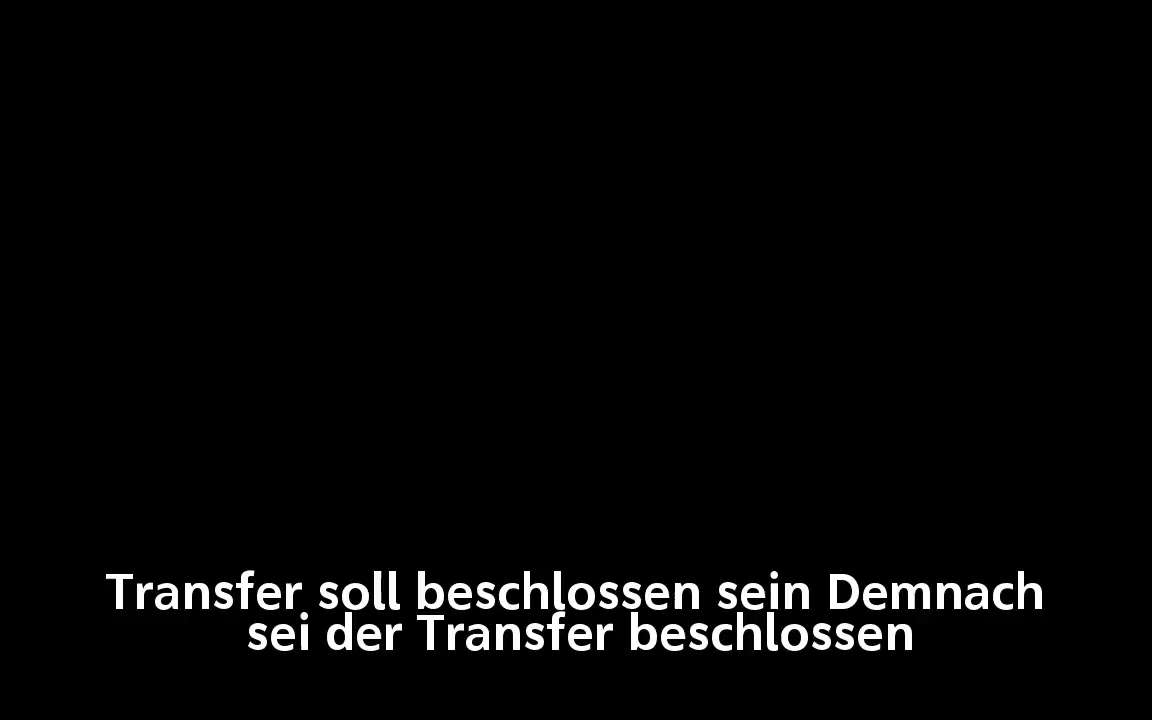 Transfer soll beschlossen sein Demnach
sei der Transfer beschlossen